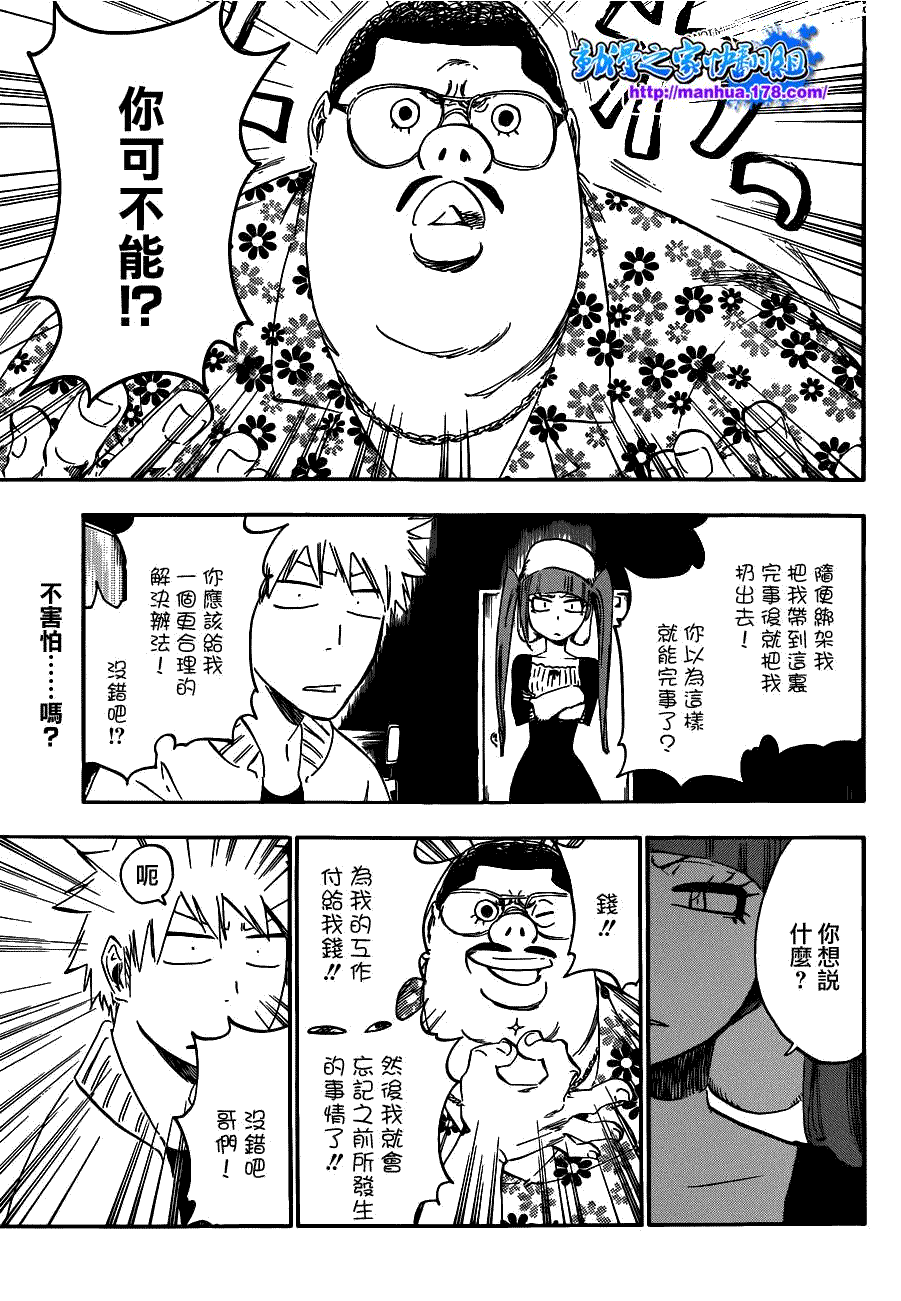 動漫之家快翻組
http://manhua.178.com/
你可不能!?
隨便綁架我
把我帶到這裏
完事後就把我
扔出去！
你以為這樣
就能完事了？
你應該給我
一個更合理的
解決辦法！
沒錯吧!?
不害怕……嗎？
你想說
什麼？
錢!!
為我的工作
付給我錢!!
然後我就會
忘記之前所發生
的事情了!!
呃
沒錯吧
哥們！